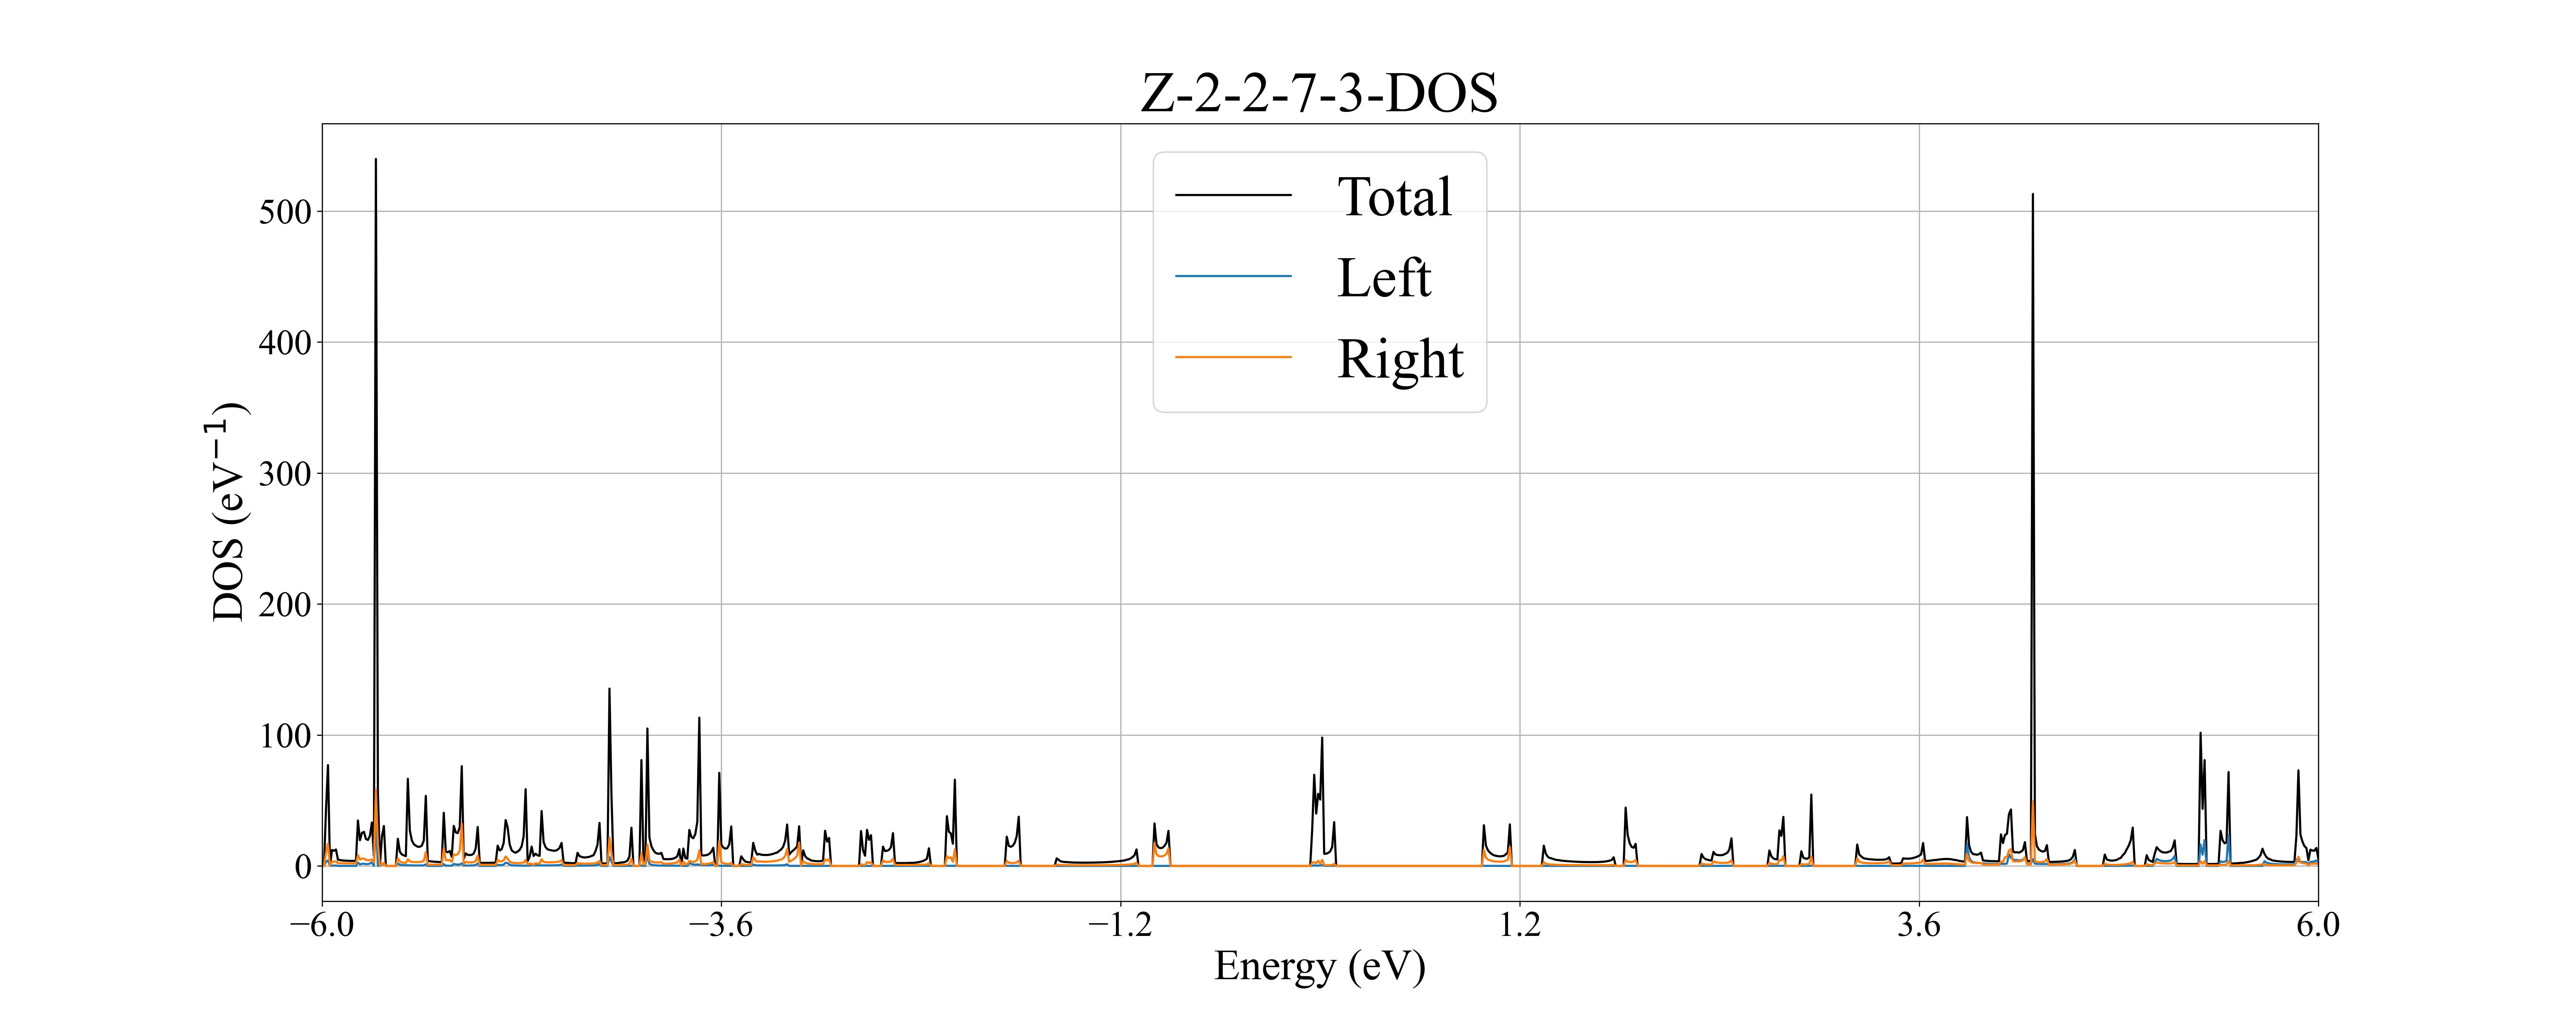 Z-2-2-7-3-DOS
Total
Left
Right
DOS (eV⁻¹)
500
400
300
200
100
0
−6.0 −3.6 −1.2 1.2 3.6 6.0
Energy (eV)